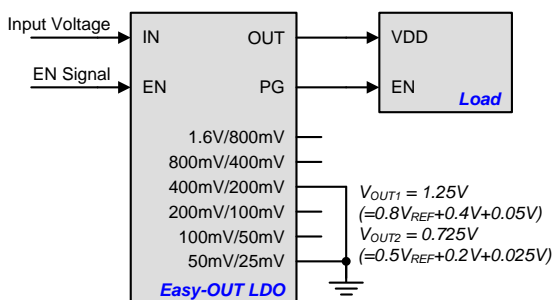 Input Voltage
IN
OUT
VDD
EN Signal
EN
PG
EN
Load
1.6V/800mV
800mV/400mV
400mV/200mV
200mV/100mV
100mV/50mV
50mV/25mV
Easy-OUT LDO
VOUT1 = 1.25V
(=0.8VREF+0.4V+0.05V)
VOUT2 = 0.725V
(=0.5VREF+0.2V+0.025V)